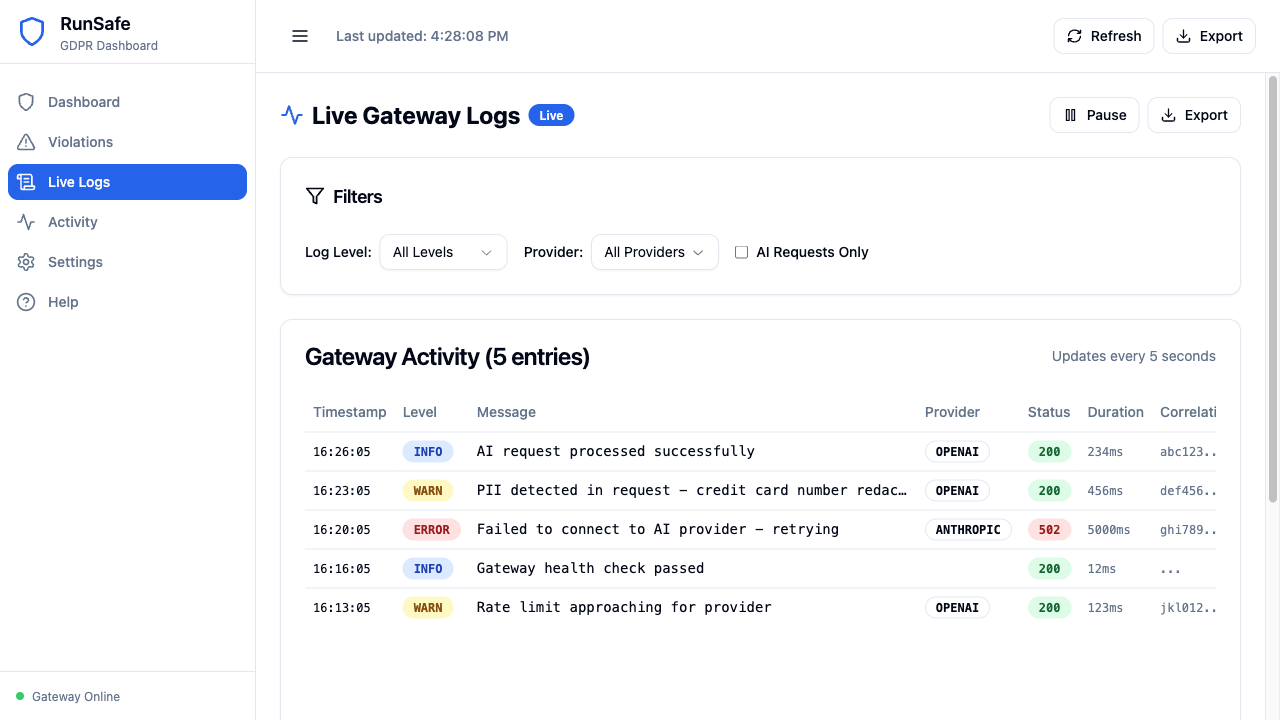 RunSafe
GDPR Dashboard
Last updated: 4:28:08 PM
Refresh
Export
Dashboard
Violations
Live Logs
Activity
Settings
Help
Gateway Online
Live Gateway Logs
Live
Pause
Export
Filters
Log Level: All Levels Provider: All Providers AI Requests Only
Gateway Activity (5 entries)
Updates every 5 seconds
Timestamp Level Message Provider Status Duration Correlati
16:26:05 INFO AI request processed successfully OPENAI 200 234ms abc123..
16:23:05 WARN PII detected in request – credit card number redac… OPENAI 200 456ms def456..
16:20:05 ERROR Failed to connect to AI provider – retrying ANTHROPIC 502 5000ms ghi789..
16:16:05 INFO Gateway health check passed 200 12ms ...
16:13:05 WARN Rate limit approaching for provider OPENAI 200 123ms jkl012..